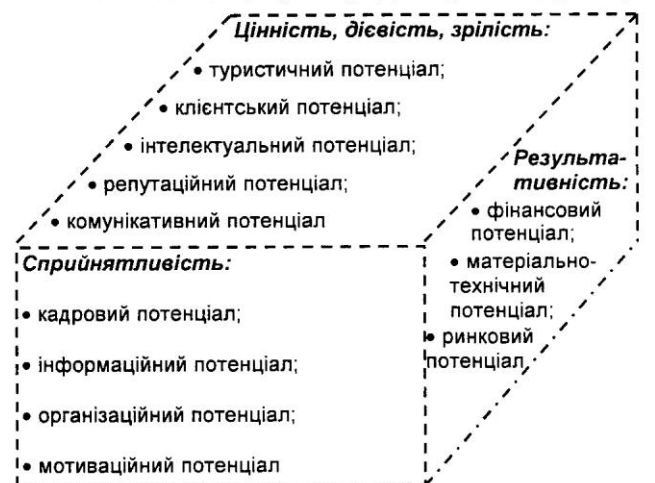 Цінність, дієвість, зрілість:
• туристичний потенціал;
• клієнтський потенціал;
• інтелектуальний потенціал;
• репутаційний потенціал;
• комунікативний потенціал
Результа-
тивність:
• фінансовий
потенціал;
• матеріально-
технічний
потенціал;
• ринковий
потенціал
Сприйнятливість:
• кадровий потенціал;
• інформаційний потенціал;
• організаційний потенціал;
• мотиваційний потенціал